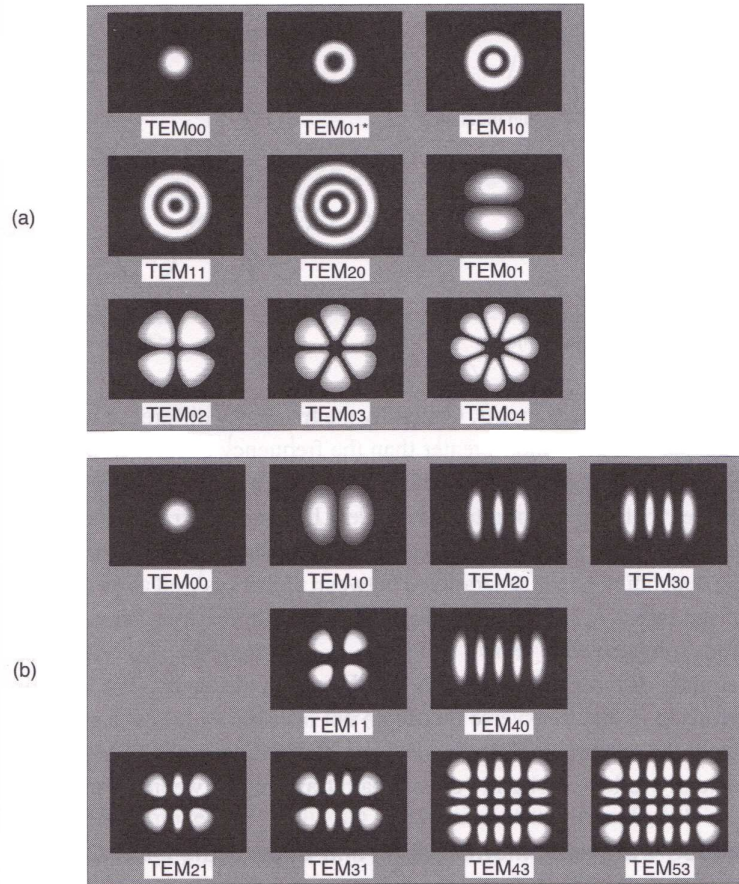 TEM00 TEM01* TEM10
(a)
TEM11 TEM20 TEM01
TEM02 TEM03 TEM04
TEM00 TEM10 TEM20 TEM30
(b)
TEM11 TEM40
TEM21 TEM31 TEM43 TEM53